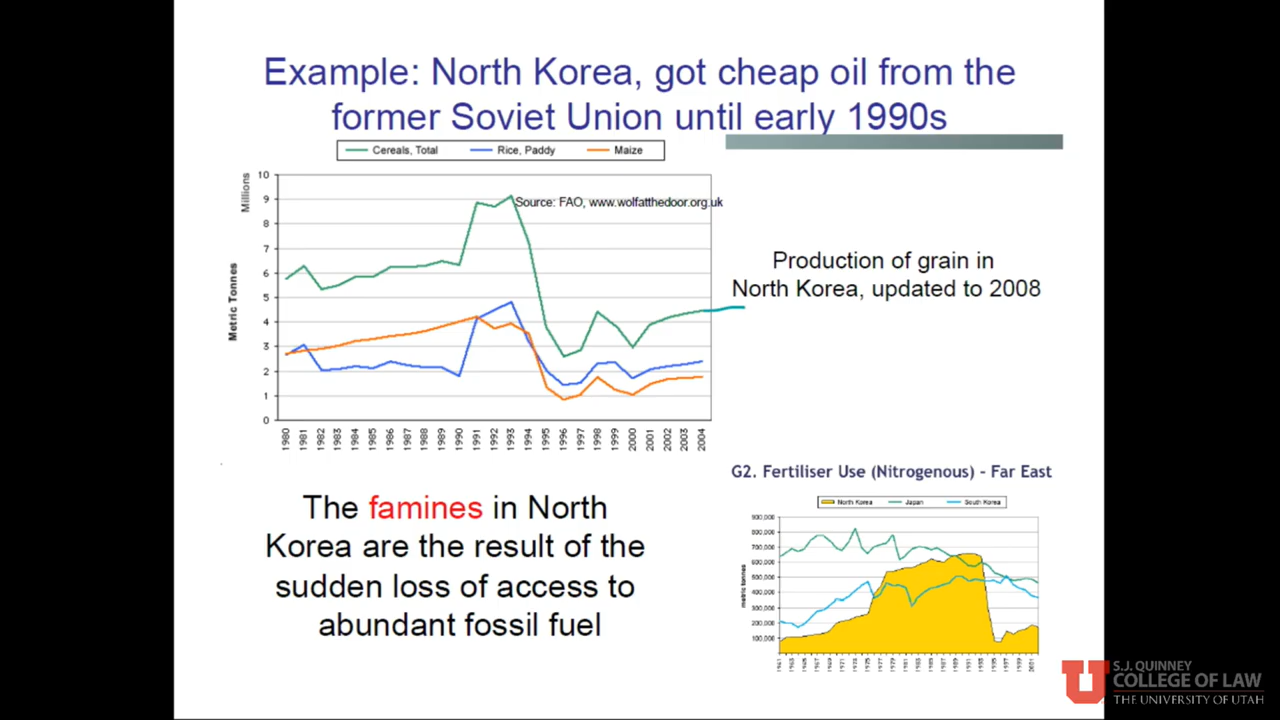 Example: North Korea, got cheap oil from the
former Soviet Union until early 1990s
Cereals, Total
Rice, Paddy
Maize
Millions
Metric Tonnes
10
9
8
7
6
5
4
3
2
1
0
Source: FAO, www.wolfatthedoor.org.uk
1980
1981
1982
1983
1984
1985
1986
1987
1988
1989
1990
1991
1992
1993
1994
1995
1996
1997
1998
1999
2000
2001
2002
2003
2004
Production of grain in
North Korea, updated to 2008
The famines in North
Korea are the result of the
sudden loss of access to
abundant fossil fuel
G2. Fertiliser Use (Nitrogenous) - Far East
North Korea
Japan
South Korea
metric tonnes
900,000
800,000
700,000
600,000
500,000
400,000
300,000
200,000
100,000
S.J. QUINNEY
COLLEGE OF LAW
THE UNIVERSITY OF UTAH